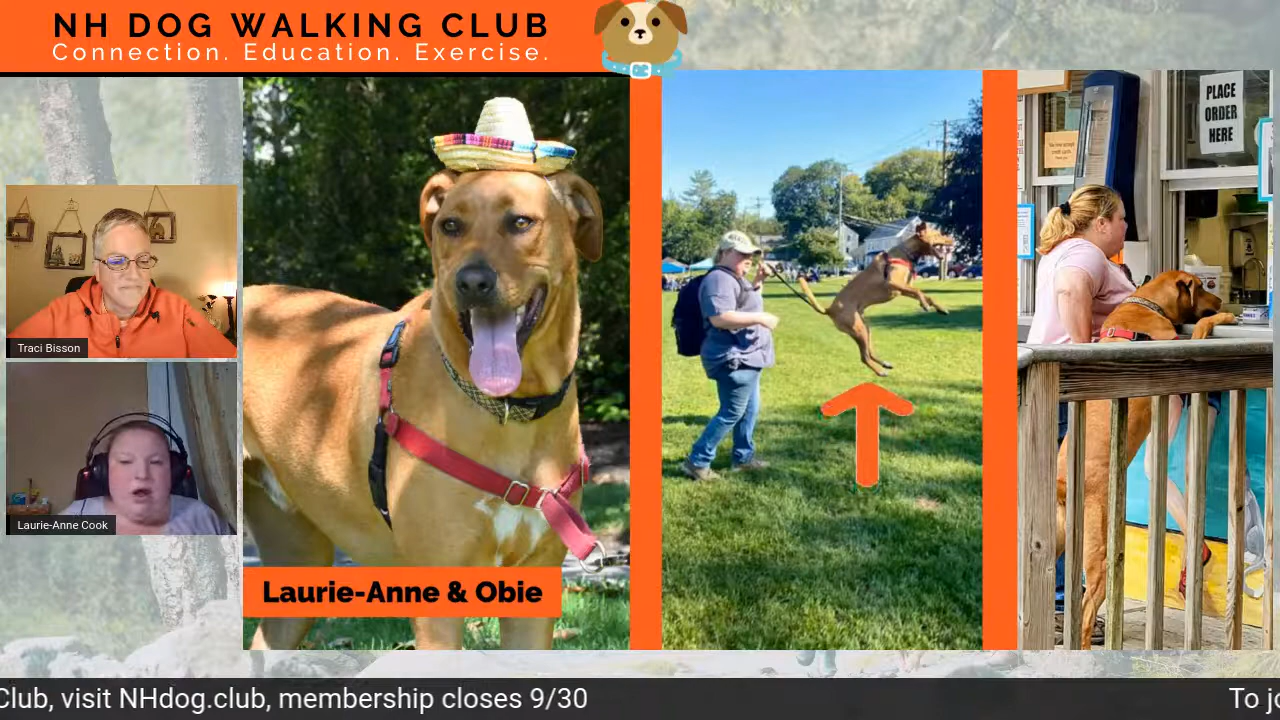 NH DOG WALKING CLUB
Connection. Education. Exercise.
PLACE
ORDER
HERE
Traci Bisson
Laurie-Anne Cook
Laurie-Anne & Obie
Club, visit NHdog.club, membership closes 9/30
To jo